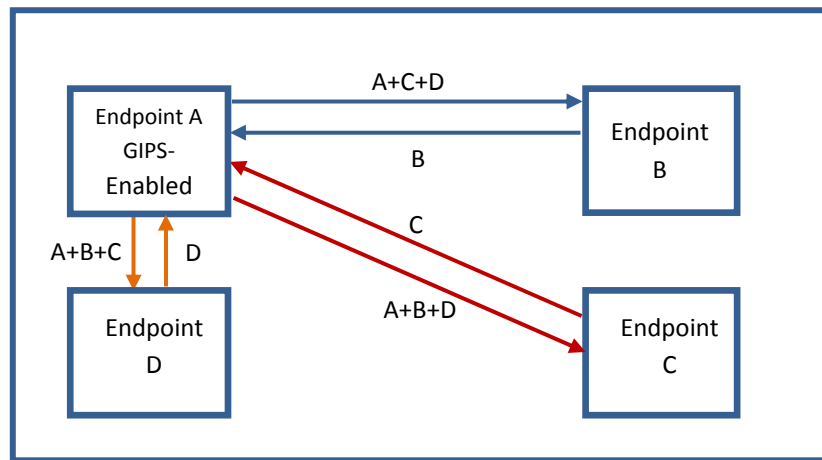 A+C+D
Endpoint A
GIPS-
Enabled
B
Endpoint
B
C
A+B+C
D
A+B+D
Endpoint
D
Endpoint
C